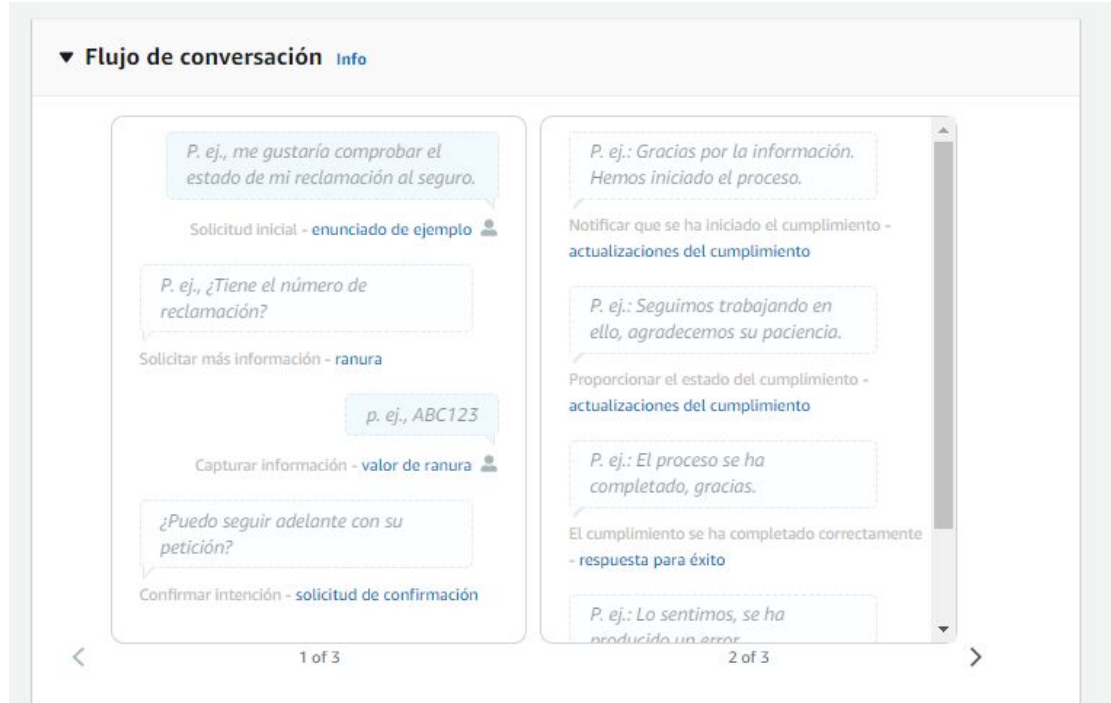 Flujo de conversación Info
P. ej., me gustaría comprobar el
estado de mi reclamación al seguro.
Solicitud inicial - enunciado de ejemplo
P. ej., ¿Tiene el número de
reclamación?
Solicitar más información - ranura
p. ej., ABC123
Capturar información - valor de ranura
¿Puedo seguir adelante con su
petición?
Confirmar intención - solicitud de confirmación
1 of 3
P. ej.: Gracias por la información.
Hemos iniciado el proceso.
Notificar que se ha iniciado el cumplimiento -
actualizaciones del cumplimiento
P. ej.: Seguimos trabajando en
ello, agradecemos su paciencia.
Proporcionar el estado del cumplimiento -
actualizaciones del cumplimiento
P. ej.: El proceso se ha
completado, gracias.
El cumplimiento se ha completado correctamente
- respuesta para éxito
P. ej.: Lo sentimos, se ha
producido un error
2 of 3